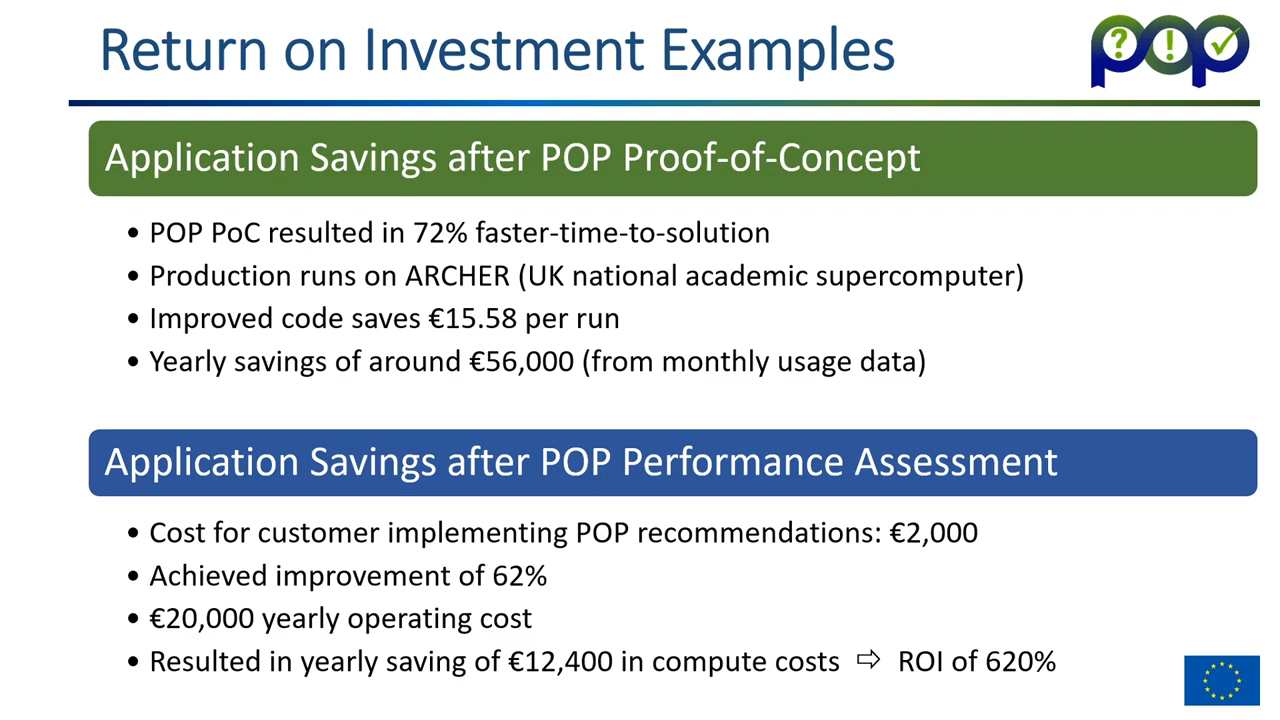 Return on Investment Examples
pop
Application Savings after POP Proof-of-Concept
• POP PoC resulted in 72% faster-time-to-solution
• Production runs on ARCHER (UK national academic supercomputer)
• Improved code saves €15.58 per run
• Yearly savings of around €56,000 (from monthly usage data)
Application Savings after POP Performance Assessment
• Cost for customer implementing POP recommendations: €2,000
• Achieved improvement of 62%
• €20,000 yearly operating cost
• Resulted in yearly saving of €12,400 in compute costs ⇨ ROI of 620%